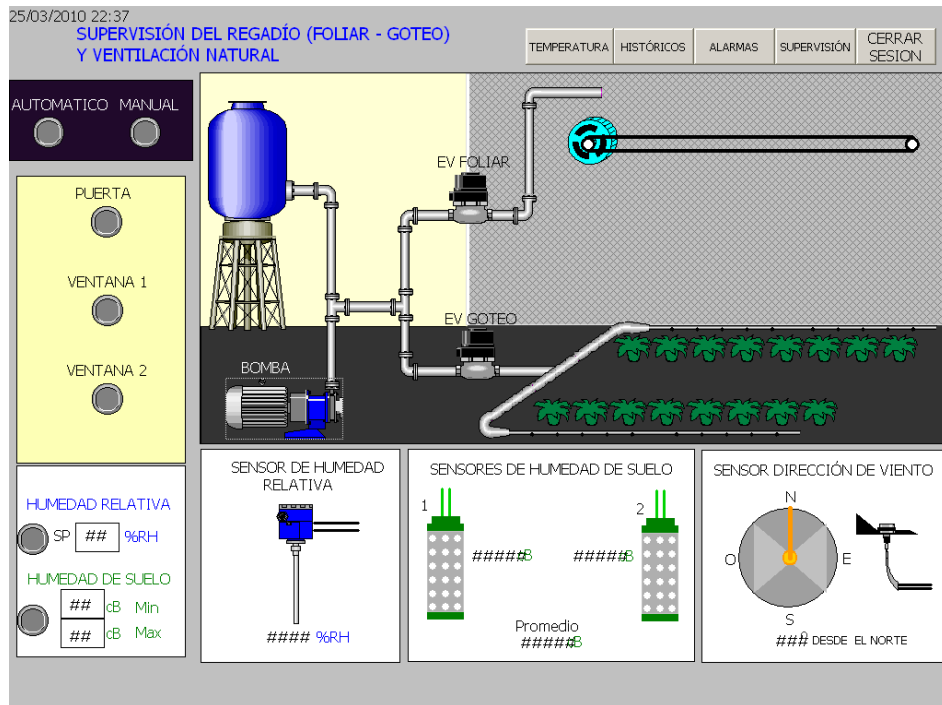 25/03/2010 22:37
SUPERVISIÓN DEL REGADÍO (FOLIAR - GOTEO)
Y VENTILACIÓN NATURAL
TEMPERATURA
HISTÓRICOS
ALARMAS
SUPERVISIÓN
CERRAR
SESION
AUTOMATICO MANUAL
PUERTA
VENTANA 1
VENTANA 2
EV FOLIAR
EV GOTEO
BOMBA
HUMEDAD RELATIVA
SP ## %RH
HUMEDAD DE SUELO
## cB Min
## cB Max
SENSOR DE HUMEDAD
RELATIVA
#### %RH
SENSORES DE HUMEDAD DE SUELO
1
2
#####cB
#####cB
Promedio
#####cB
SENSOR DIRECCIÓN DE VIENTO
N
O
E
S
###º DESDE EL NORTE